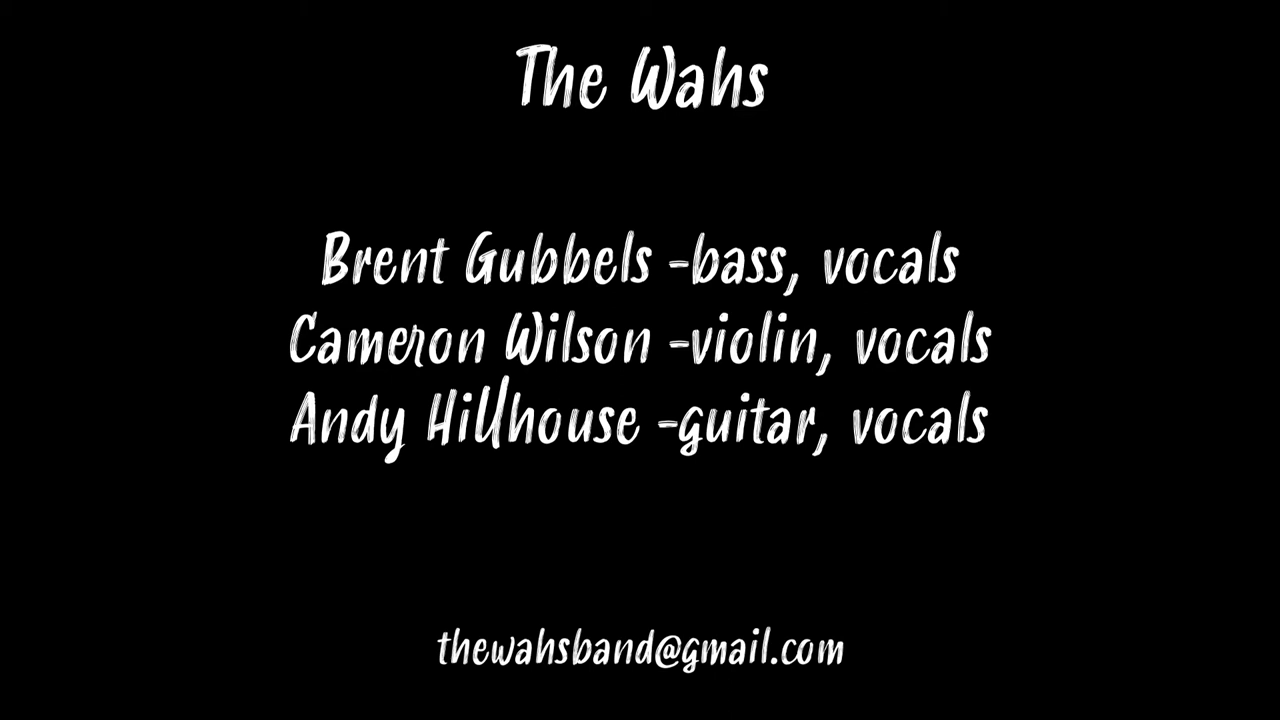 The Wahs
Brent Gubbels -bass, vocals
Cameron Wilson -violin, vocals
Andy Hillhouse -guitar, vocals
thewahsband@gmail.com